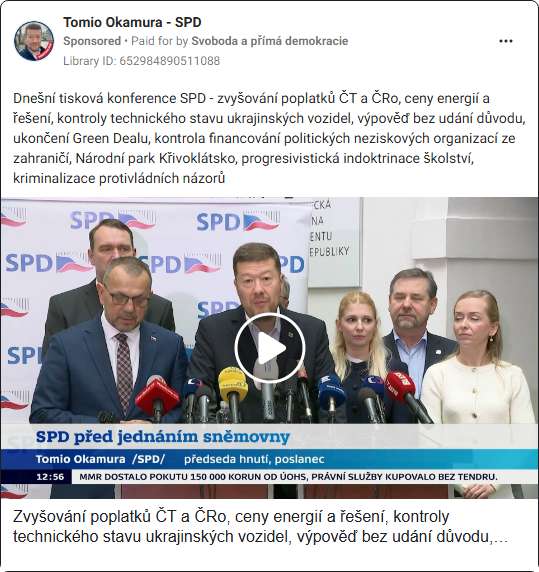 Tomio Okamura - SPD
Sponsored • Paid for by Svoboda a přímá demokracie
Library ID: 652984890511088
Dnešní tisková konference SPD - zvyšování poplatků ČT a ČRo, ceny energií a
řešení, kontroly technického stavu ukrajinských vozidel, výpověď bez udání důvodu,
ukončení Green Dealu, kontrola financování politických neziskových organizací ze
zahraničí, Národní park Křivoklátsko, progresivistická indoktrinace školství,
kriminalizace protivládních názorů
CKÁ
NA
ENTU
EPUBLIKY
SPD
SPD
SPD
SPD
SPD
SPD před jednáním sněmovny
Tomio Okamura /SPD/ předseda hnutí, poslanec
12:56 MMR DOSTALO POKUTU 150 000 KORUN OD ÚOHS, PRÁVNÍ SLUŽBY KUPOVALO BEZ TENDRU.
Zvyšování poplatků ČT a ČRo, ceny energií a řešení, kontroly
technického stavu ukrajinských vozidel, výpověď bez udání důvodu,...